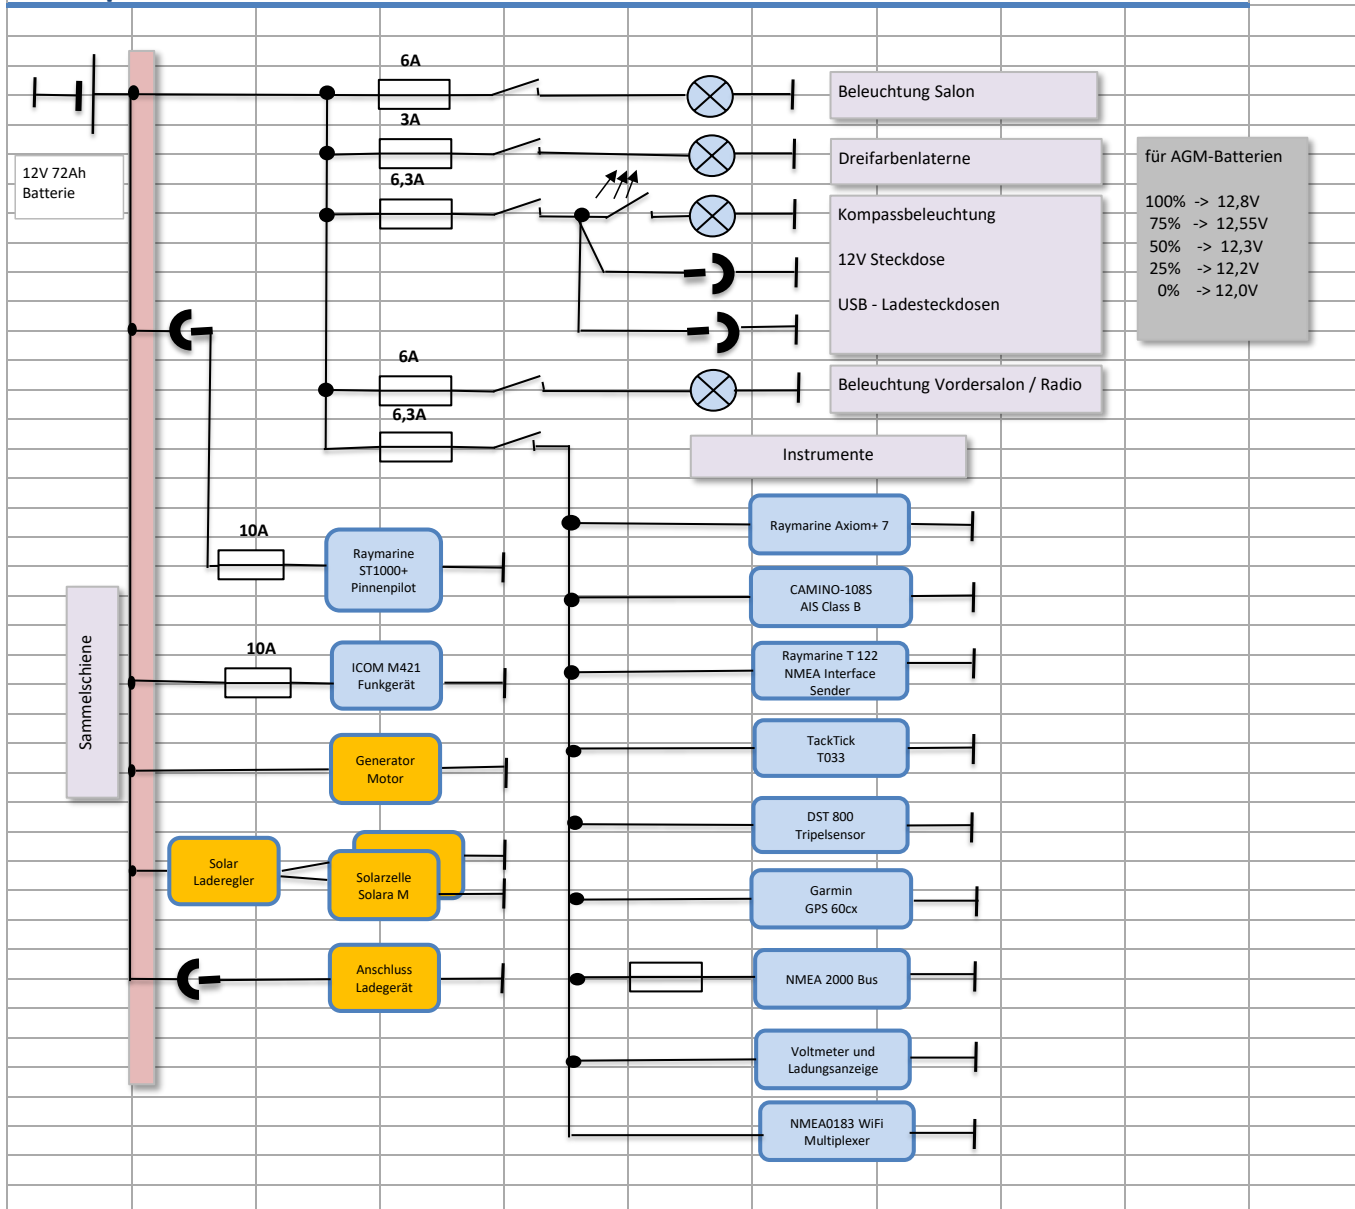 6A
Beleuchtung Salon
3A
Dreifarbenlaterne
12V 72Ah
Batterie
6,3A
Kompassbeleuchtung
12V Steckdose
USB - Ladesteckdosen
für AGM-Batterien
100% -> 12,8V
75% -> 12,55V
50% -> 12,3V
25% -> 12,2V
0% -> 12,0V
6A
Beleuchtung Vordersalon / Radio
6,3A
Instrumente
10A
Raymarine
ST1000+
Pinnenpilot
Sammelschiene
10A
ICOM M421
Funkgerät
Generator
Motor
Solar
Laderegler
Solarzelle
Solara M
Anschluss
Ladegerät
Raymarine Axiom+ 7
CAMINO-108S
AIS Class B
Raymarine T 122
NMEA Interface
Sender
TackTick
T033
DST 800
Tripelsensor
Garmin
GPS 60cx
NMEA 2000 Bus
Voltmeter und
Ladungsanzeige
NMEA0183 WiFi
Multiplexer